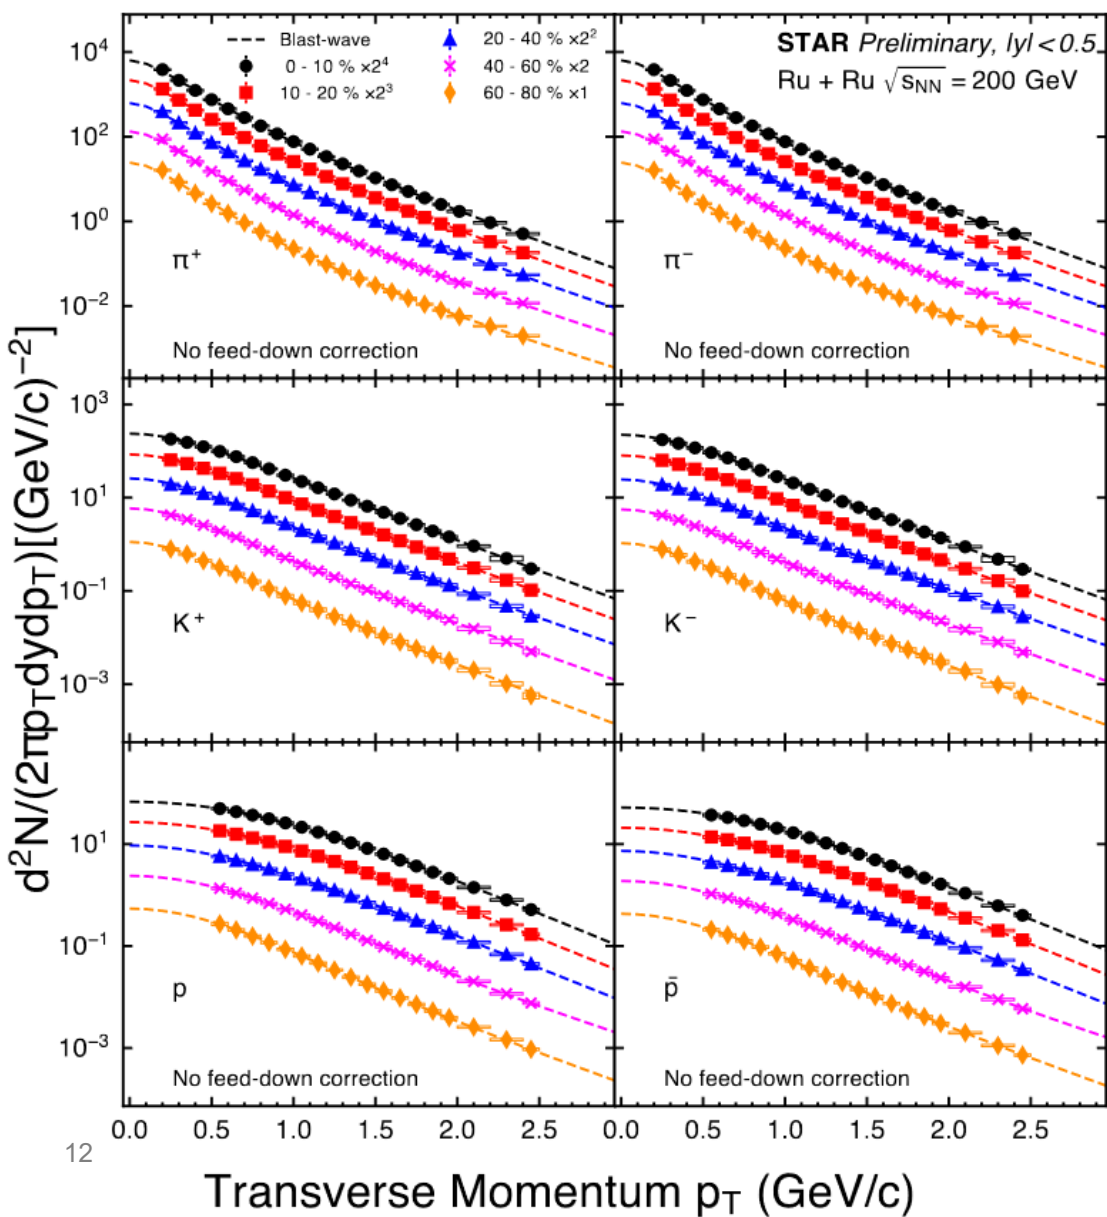 Blast-wave
0 - 10 % ×2⁴
10 - 20 % ×2³
20 - 40 % ×2²
40 - 60 % ×2
60 - 80 % ×1
STAR Preliminary, |y| < 0.5
Ru + Ru √sNN = 200 GeV
10⁴
10²
10⁰
10⁻²
π⁺
No feed-down correction
π⁻
No feed-down correction
10³
10¹
10⁻¹
10⁻³
K⁺
K⁻
10¹
10⁻¹
10⁻³
p
No feed-down correction
p̄
No feed-down correction
d²N/(2πpTdydpT)[(GeV/c)⁻²]
0.0 0.5 1.0 1.5 2.0 2.5 0.0 0.5 1.0 1.5 2.0 2.5
12
Transverse Momentum pT (GeV/c)